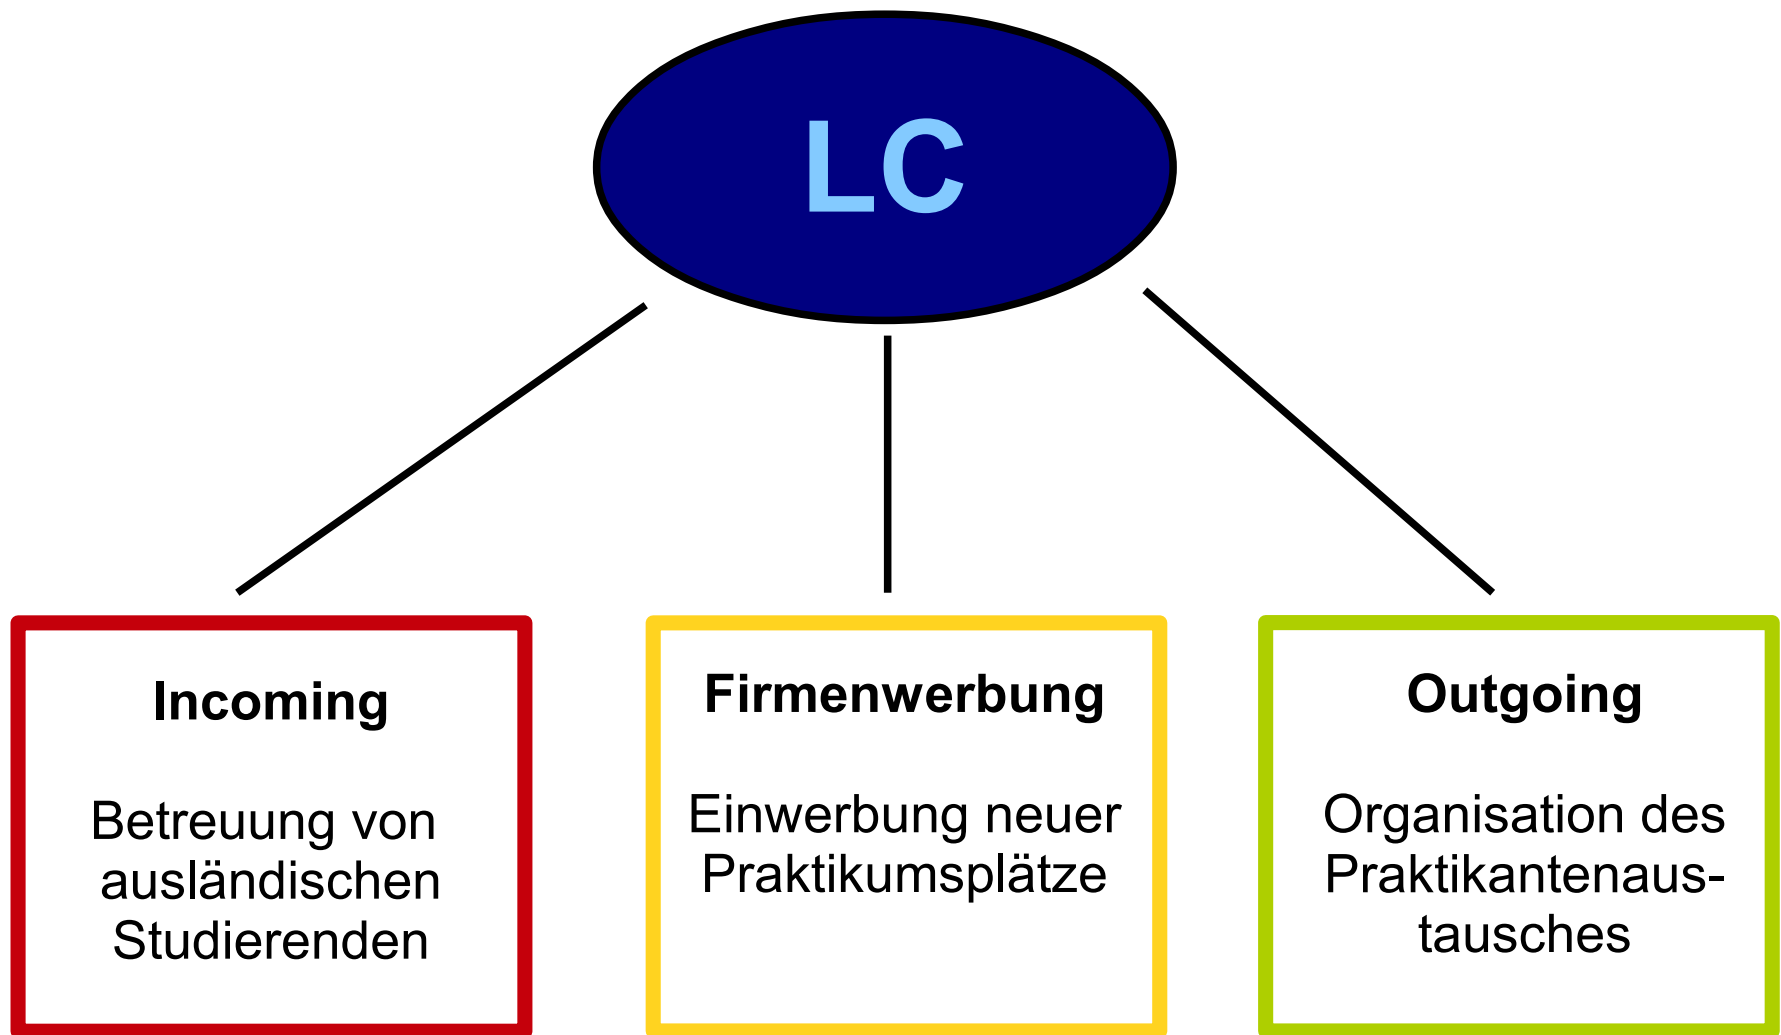 LC
Incoming
Betreuung von
ausländischen
Studierenden
Firmenwerbung
Einwerbung neuer
Praktikumsplätze
Outgoing
Organisation des
Praktikantenaus-
tausches